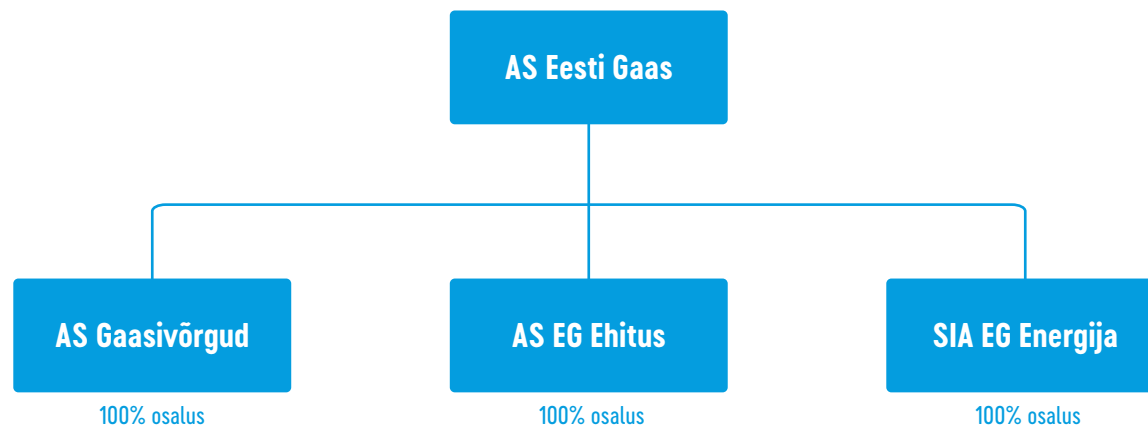 AS Eesti Gaas
AS Gaasivõrgud
AS EG Ehitus
SIA EG Energija
100% osalus
100% osalus
100% osalus